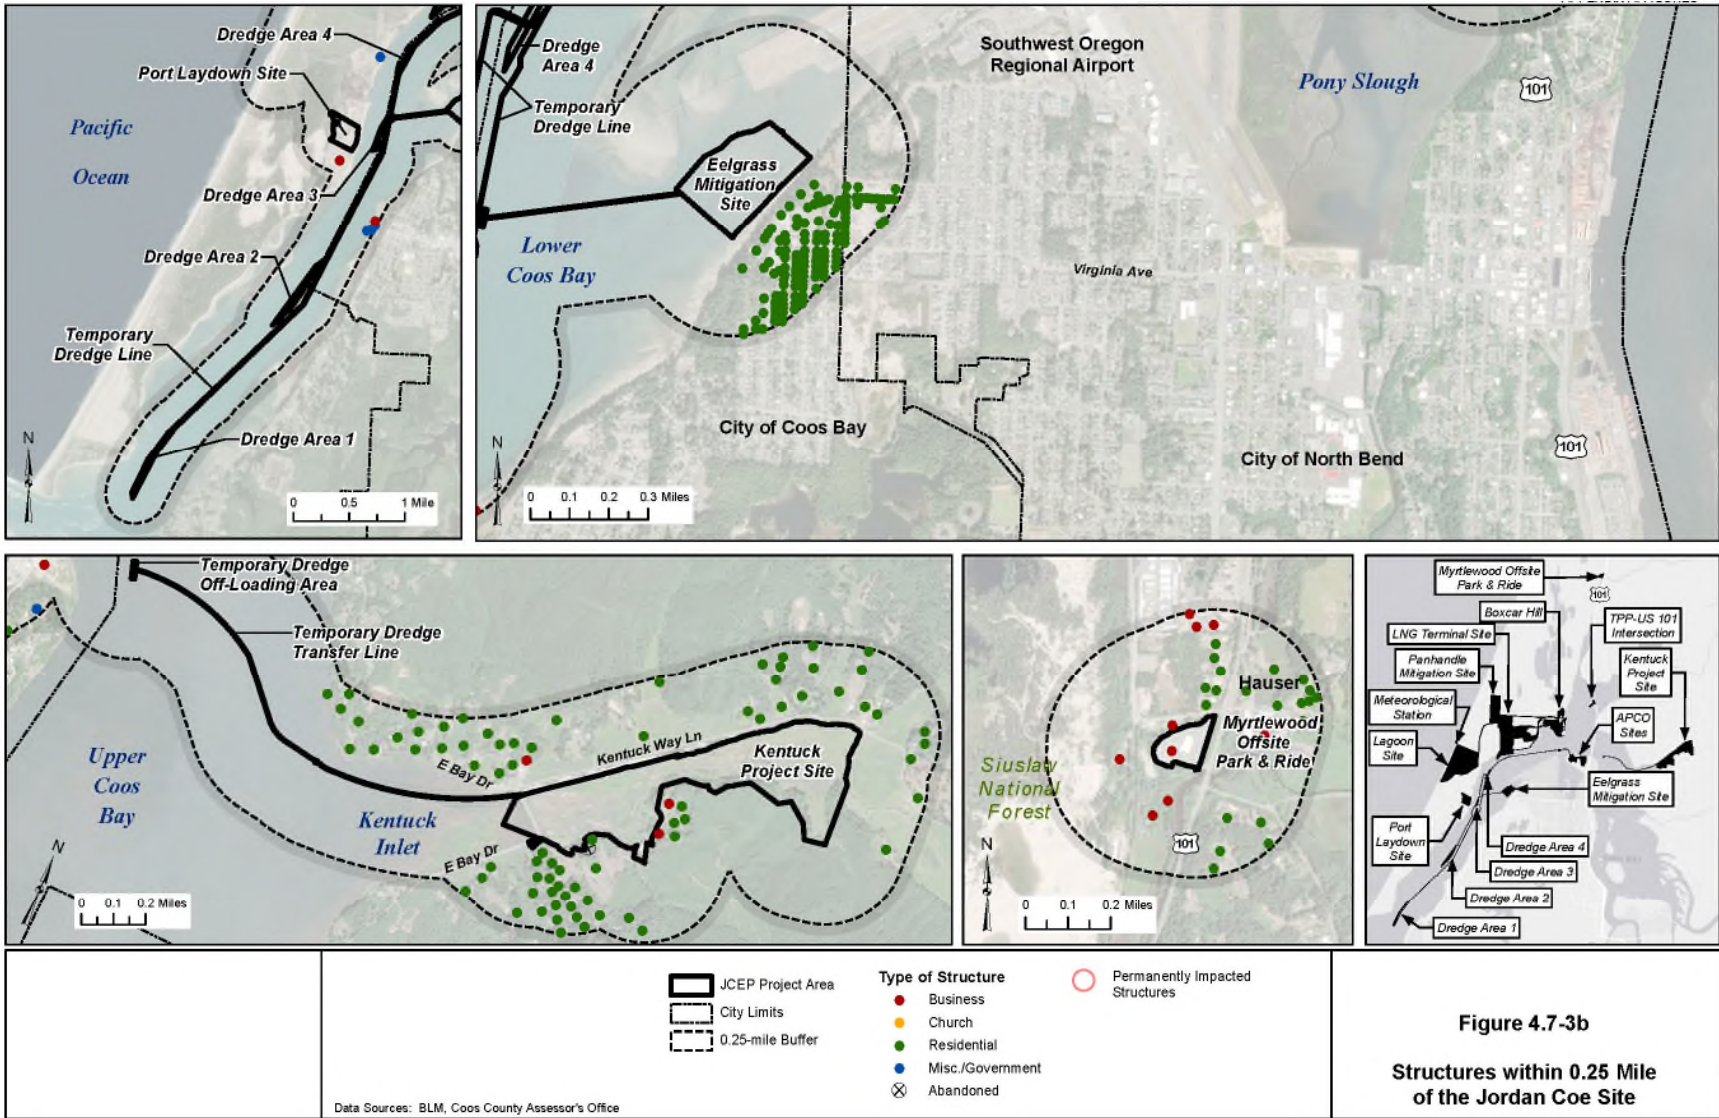 Dredge Area 4
Port Laydown Site
Pacific
Ocean
Dredge Area 3
Dredge Area 2
Temporary
Dredge Line
Dredge Area 1
N
0 0.5 1 Mile
Dredge
Area 4
Temporary
Dredge Line
Southwest Oregon
Regional Airport
Pony Slough
101
Eelgrass
Mitigation
Site
Lower
Coos Bay
Virginia Ave
City of Coos Bay
City of North Bend
101
N
0 0.1 0.2 0.3 Miles
Temporary Dredge
Off-Loading Area
Temporary Dredge
Transfer Line
Upper
Coos
Bay
Kentuck Way Ln
E Bay Dr
Kentuck
Project Site
Kentuck
Inlet
E Bay Dr
N
0 0.1 0.2 Miles
Hauser
Myrtlewood
Offsite
Park & Ride
Siuslaw
National
Forest
101
N
0 0.1 0.2 Miles
Myrtlewood Offsite
Park & Ride
101
Boxcar Hill
LNG Terminal Site
TPP-US 101
Intersection
Panhandle
Mitigation Site
Kentuck
Project
Site
Meteorological
Station
APCO
Sites
Lagoon
Site
Eelgrass
Mitigation Site
Port
Laydown
Site
Dredge Area 4
Dredge Area 3
Dredge Area 2
Dredge Area 1
JCEP Project Area
City Limits
0.25-mile Buffer
Type of Structure
Business
Church
Residential
Misc./Government
Abandoned
Permanently Impacted
Structures
Data Sources: BLM, Coos County Assessor's Office
Figure 4.7-3b
Structures within 0.25 Mile
of the Jordan Coe Site